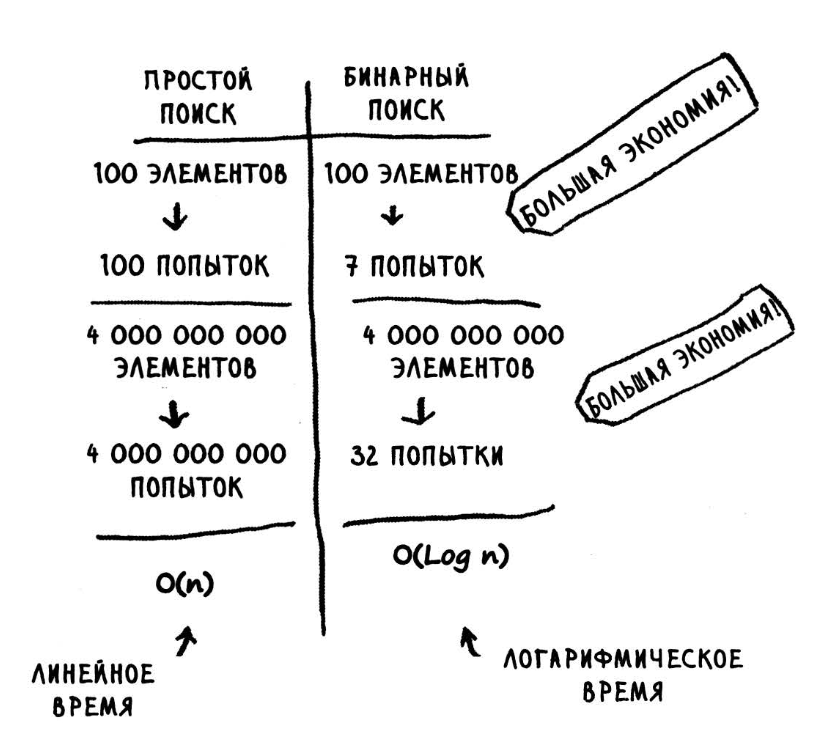 ПРОСТОЙ
ПОИСК
БИНАРНЫЙ
ПОИСК
100 ЭЛЕМЕНТОВ
100 ЭЛЕМЕНТОВ
БОЛЬШАЯ ЭКОНОМИЯ!
100 ПОПЫТОК
7 ПОПЫТОК
4 000 000 000
ЭЛЕМЕНТОВ
4 000 000 000
ЭЛЕМЕНТОВ
БОЛЬШАЯ ЭКОНОМИЯ!
4 000 000 000
ПОПЫТОК
32 ПОПЫТКИ
O(n)
O(Log n)
ЛИНЕЙНОЕ
ВРЕМЯ
ЛОГАРИФМИЧЕСКОЕ
ВРЕМЯ